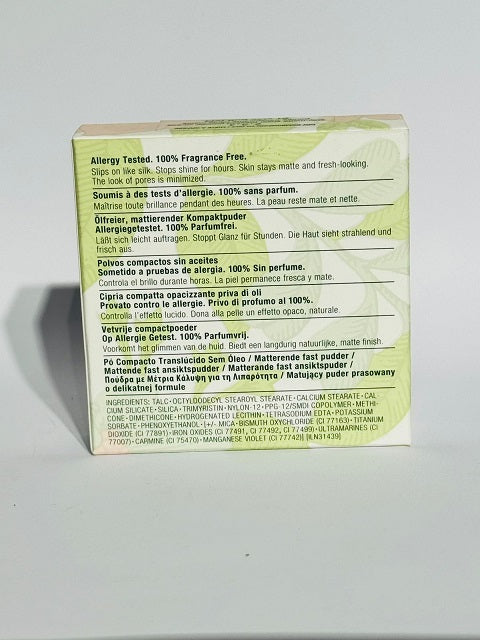 Allergy Tested. 100% Fragrance Free.
Slips on like silk. Stops shine for hours. Skin stays matte and fresh-looking.
The look of pores is minimized.
Soumis à des tests d'allergie. 100% sans parfum.
Maîtrise toute brillance pendant des heures. La peau reste mate et nette.
Ölfreier, mattierender Kompaktpuder
Allergiegetestet. 100% Parfumfrei.
Läßt sich leicht auftragen. Stoppt Glanz für Stunden. Die Haut sieht strahlend und
frisch aus.
Polvos compactos sin aceites
Sometido a pruebas de alergia. 100% Sin perfume.
Controla el brillo durante horas. La piel permanece fresca y mate.
Cipria compatta opacizzante priva di oli
Provato contro le allergie. Privo di profumo al 100%.
Controlla l'effetto lucido. Dona alla pelle un effetto opaco, naturale.
Vetvrije compactpoeder
Op Allergie Getest. 100% Parfumvrij.
Voorkomt het glimmen van de huid. Biedt een langdurig natuurlijke, matte finish.
Pó Compacto Translúcido Sem Óleo / Matterende fast pudder /
Mattende fast ansiktspudder / Matterande fast ansiktspuder /
Πούδρα με Μέτρια Κάλυψη για τη Λιπαρότητα / Matujący puder prasowany
o delikatnej formule
INGREDIENTS: TALC • OCTYLDODECYL STEAROYL STEARATE • CALCIUM STEARATE • CAL-
CIUM SILICATE • SILICA • TRIMYRISTIN • NYLON-12 • PPG-12/SMDI COPOLYMER • METHI-
CONE • DIMETHICONE • HYDROGENATED LECITHIN • TETRASODIUM EDTA • POTASSIUM
SORBATE • PHENOXYETHANOL • [+/- MICA • BISMUTH OXYCHLORIDE (CI 77163) • TITANIUM
DIOXIDE (CI 77891) • IRON OXIDES (CI 77491, CI 77492, CI 77499) • ULTRAMARINES (CI
77007) • CARMINE (CI 75470) • MANGANESE VIOLET (CI 77742)] [ILN31439]